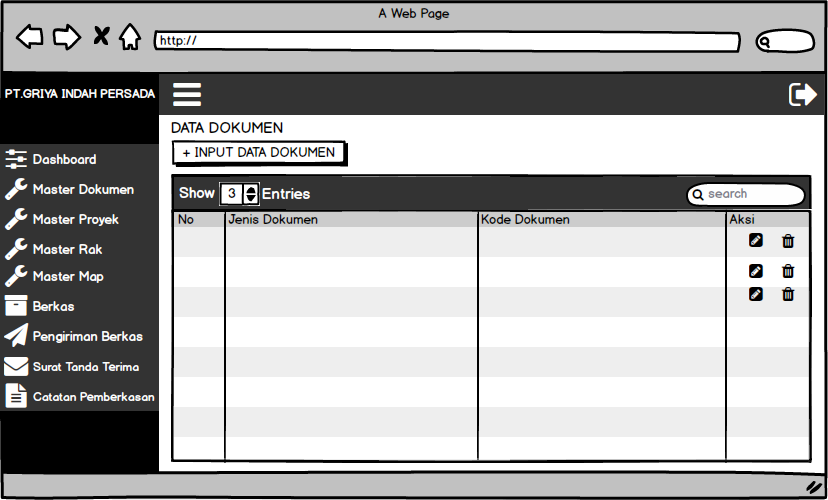 A Web Page
http://
PT.GRIYA INDAH PERSADA
DATA DOKUMEN
+ INPUT DATA DOKUMEN
Dashboard
Master Dokumen
Master Proyek
Master Rak
Master Map
Berkas
Pengiriman Berkas
Surat Tanda Terima
Catatan Pemberkasan
Show 3 Entries
search
No Jenis Dokumen Kode Dokumen Aksi